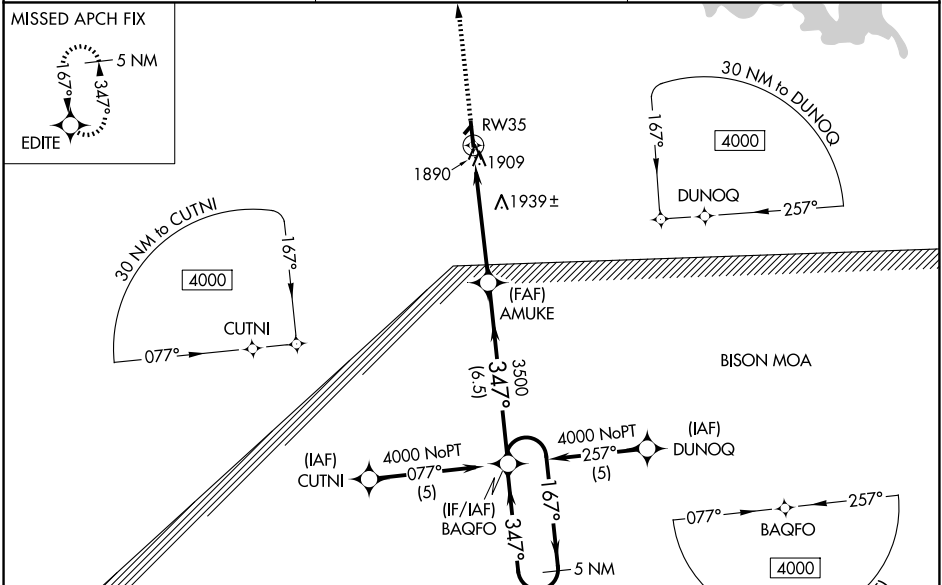 MISSED APCH FIX
5 NM
167°
347°
EDITE
RW35
1909
1890
1939±
30 NM to DUNOQ
167°
4000
DUNOQ
257°
30 NM to CUTNI
167°
4000
CUTNI
077°
(FAF)
AMUKE
BISON MOA
3500
347°
(6.5)
(IAF)
CUTNI
4000 NoPT
077°
(5)
4000 NoPT
257°
(5)
(IAF)
DUNOQ
(IF/IAF)
BAQFO
347°
167°
5 NM
077°
257°
BAQFO
4000